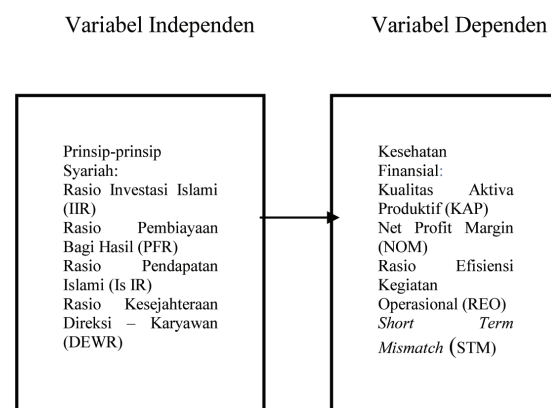 Variabel Independen
Variabel Dependen
Prinsip-prinsip
Syariah:
Rasio Investasi Islami
(IIR)
Rasio Pembiayaan
Bagi Hasil (PFR)
Rasio Pendapatan
Islami (Is IR)
Rasio Kesejahteraan
Direksi – Karyawan
(DEWR)
Kesehatan
Finansial:
Kualitas Aktiva
Produktif (KAP)
Net Profit Margin
(NOM)
Rasio Efisiensi
Kegiatan
Operasional (REO)
Short Term
Mismatch (STM)